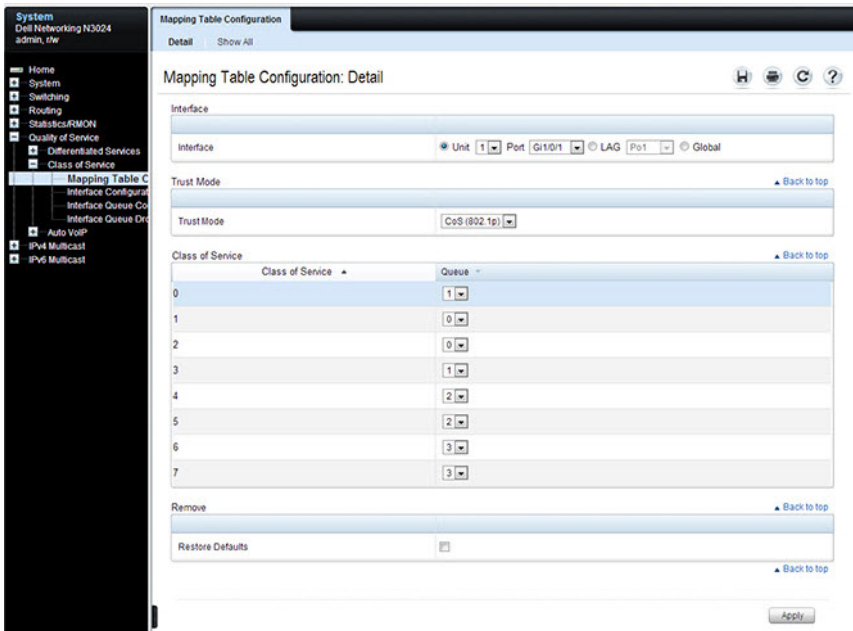 System
Dell Networking N3024
admin, r/w
Home
System
Switching
Routing
Statistics/RMON
Quality of Service
Differentiated Services
Class of Service
Mapping Table C
Interface Configurat
Interface Queue Co
Interface Queue Dro
Auto VoIP
IPv4 Multicast
IPv6 Multicast
Mapping Table Configuration
Detail Show All
Mapping Table Configuration: Detail
?
Interface
Interface Unit 1 Port Gi1/0/1 LAG Po1 Global
Trust Mode Back to top
Trust Mode CoS (802.1p)
Class of Service Back to top
Class of Service Queue
0 1
1 0
2 0
3 1
4 2
5 2
6 3
7 3
Remove Back to top
Restore Defaults
Back to top
Apply